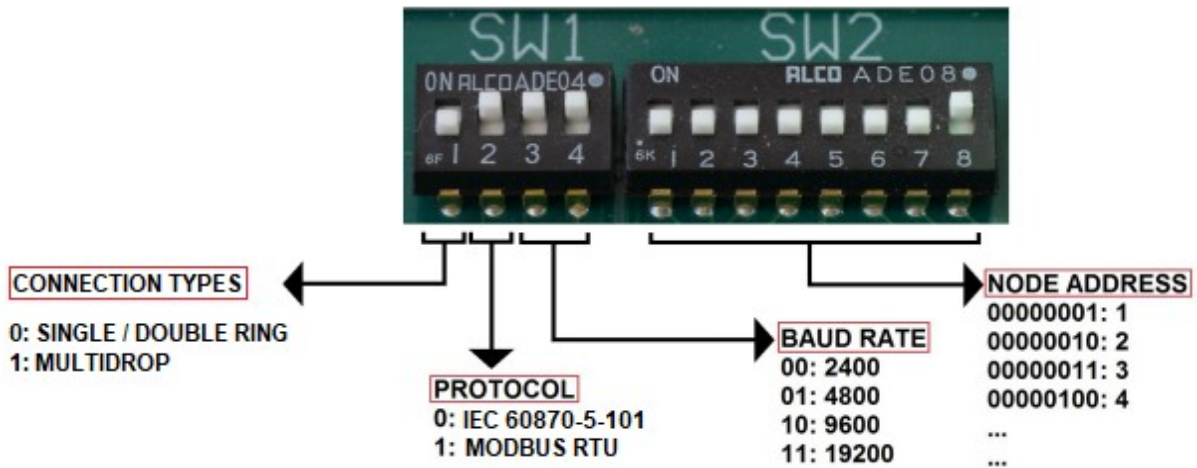 SW1 SW2
ON ALCO ADE04
ON ALCO ADE08
6F 1 2 3 4
6K 1 2 3 4 5 6 7 8
CONNECTION TYPES
0: SINGLE / DOUBLE RING
1: MULTIDROP
PROTOCOL
0: IEC 60870-5-101
1: MODBUS RTU
BAUD RATE
00: 2400
01: 4800
10: 9600
11: 19200
NODE ADDRESS
00000001: 1
00000010: 2
00000011: 3
00000100: 4
...
...